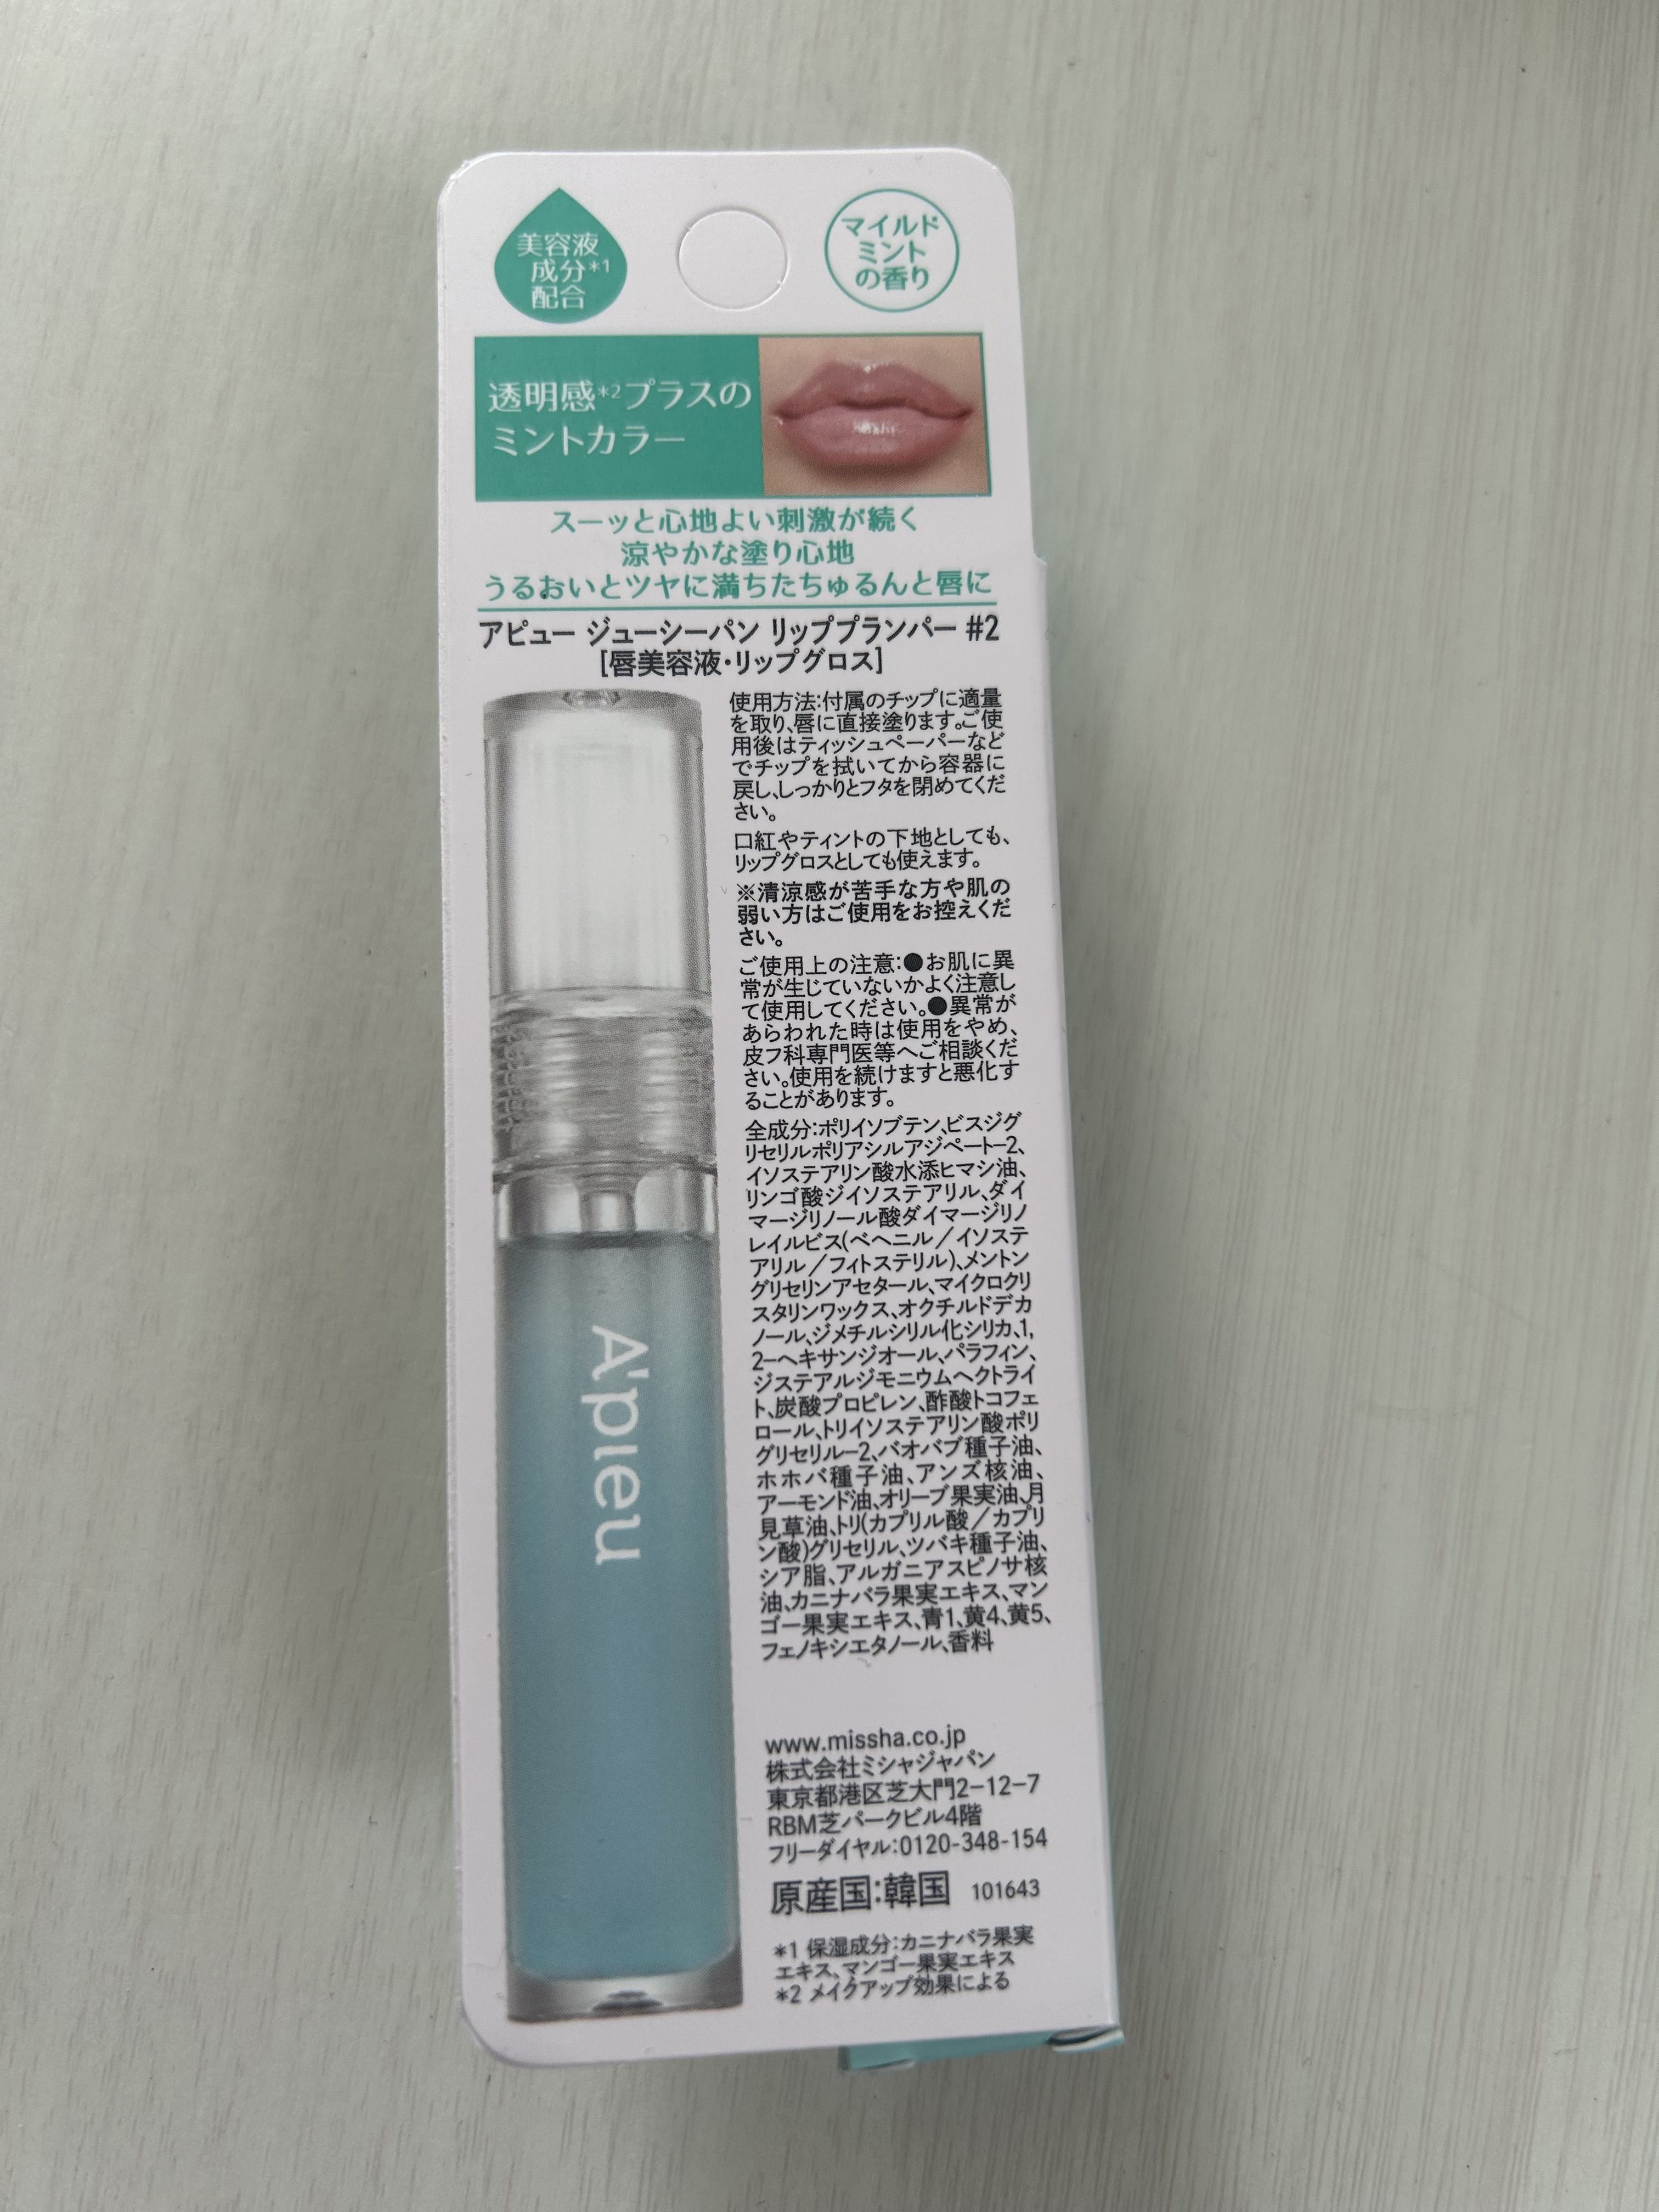 美容液
成分*1
配合
マイルド
ミント
の香り
透明感*2プラスの
ミントカラー
スーッと心地よい刺激が続く
涼やかな塗り心地
うるおいとツヤに満ちたちゅるんと唇に
アピュー ジューシーパン リッププランパー #2
[唇美容液・リップグロス]
使用方法:付属のチップに適量
を取り、唇に直接塗ります。ご使
用後はティッシュペーパーなど
でチップを拭いてから容器に
戻し、しっかりとフタを閉めてくだ
さい。
口紅やティントの下地としても、
リップグロスとしても使えます。
※清涼感が苦手な方や肌の
弱い方はご使用をお控えくだ
さい。
ご使用上の注意:●お肌に異
常が生じていないかよく注意し
て使用してください。●異常が
あらわれた時は使用をやめ、
皮フ科専門医等へご相談くだ
さい。使用を続けますと悪化す
ることがあります。
全成分:ポリイソブテン、ビスジグ
リセリルポリアシルアジペート-2、
イソステアリン酸水添ヒマシ油、
リンゴ酸ジイソステアリル、ダイ
マージリノール酸ダイマージリノ
レイルビス(ベヘニル/イソステ
アリル/フィトステリル)、メントン
グリセリンアセタール、マイクロクリ
スタリンワックス、オクチルドデカ
ノール、ジメチルシリル化シリカ、1,
2-ヘキサンジオール、パラフィン、
ジステアルジモニウムヘクトライ
ト、炭酸プロピレン、酢酸トコフェ
ロール、トリイソステアリン酸ポリ
グリセリル-2、バオバブ種子油、
ホホバ種子油、アンズ核油、
アーモンド油、オリーブ果実油、月
見草油、トリ(カプリル酸/カプリ
ン酸)グリセリル、ツバキ種子油、
シア脂、アルガニアスピノサ核
油、カニナバラ果実エキス、マン
ゴー果実エキス、青1、黄4、黄5、
フェノキシエタノール、香料
A'pieu
www.missha.co.jp
株式会社ミシャジャパン
東京都港区芝大門2-12-7
RBM芝パークビル4階
フリーダイヤル:0120-348-154
原産国:韓国 101643
*1 保湿成分:カニナバラ果実
エキス、マンゴー果実エキス
*2 メイクアップ効果による